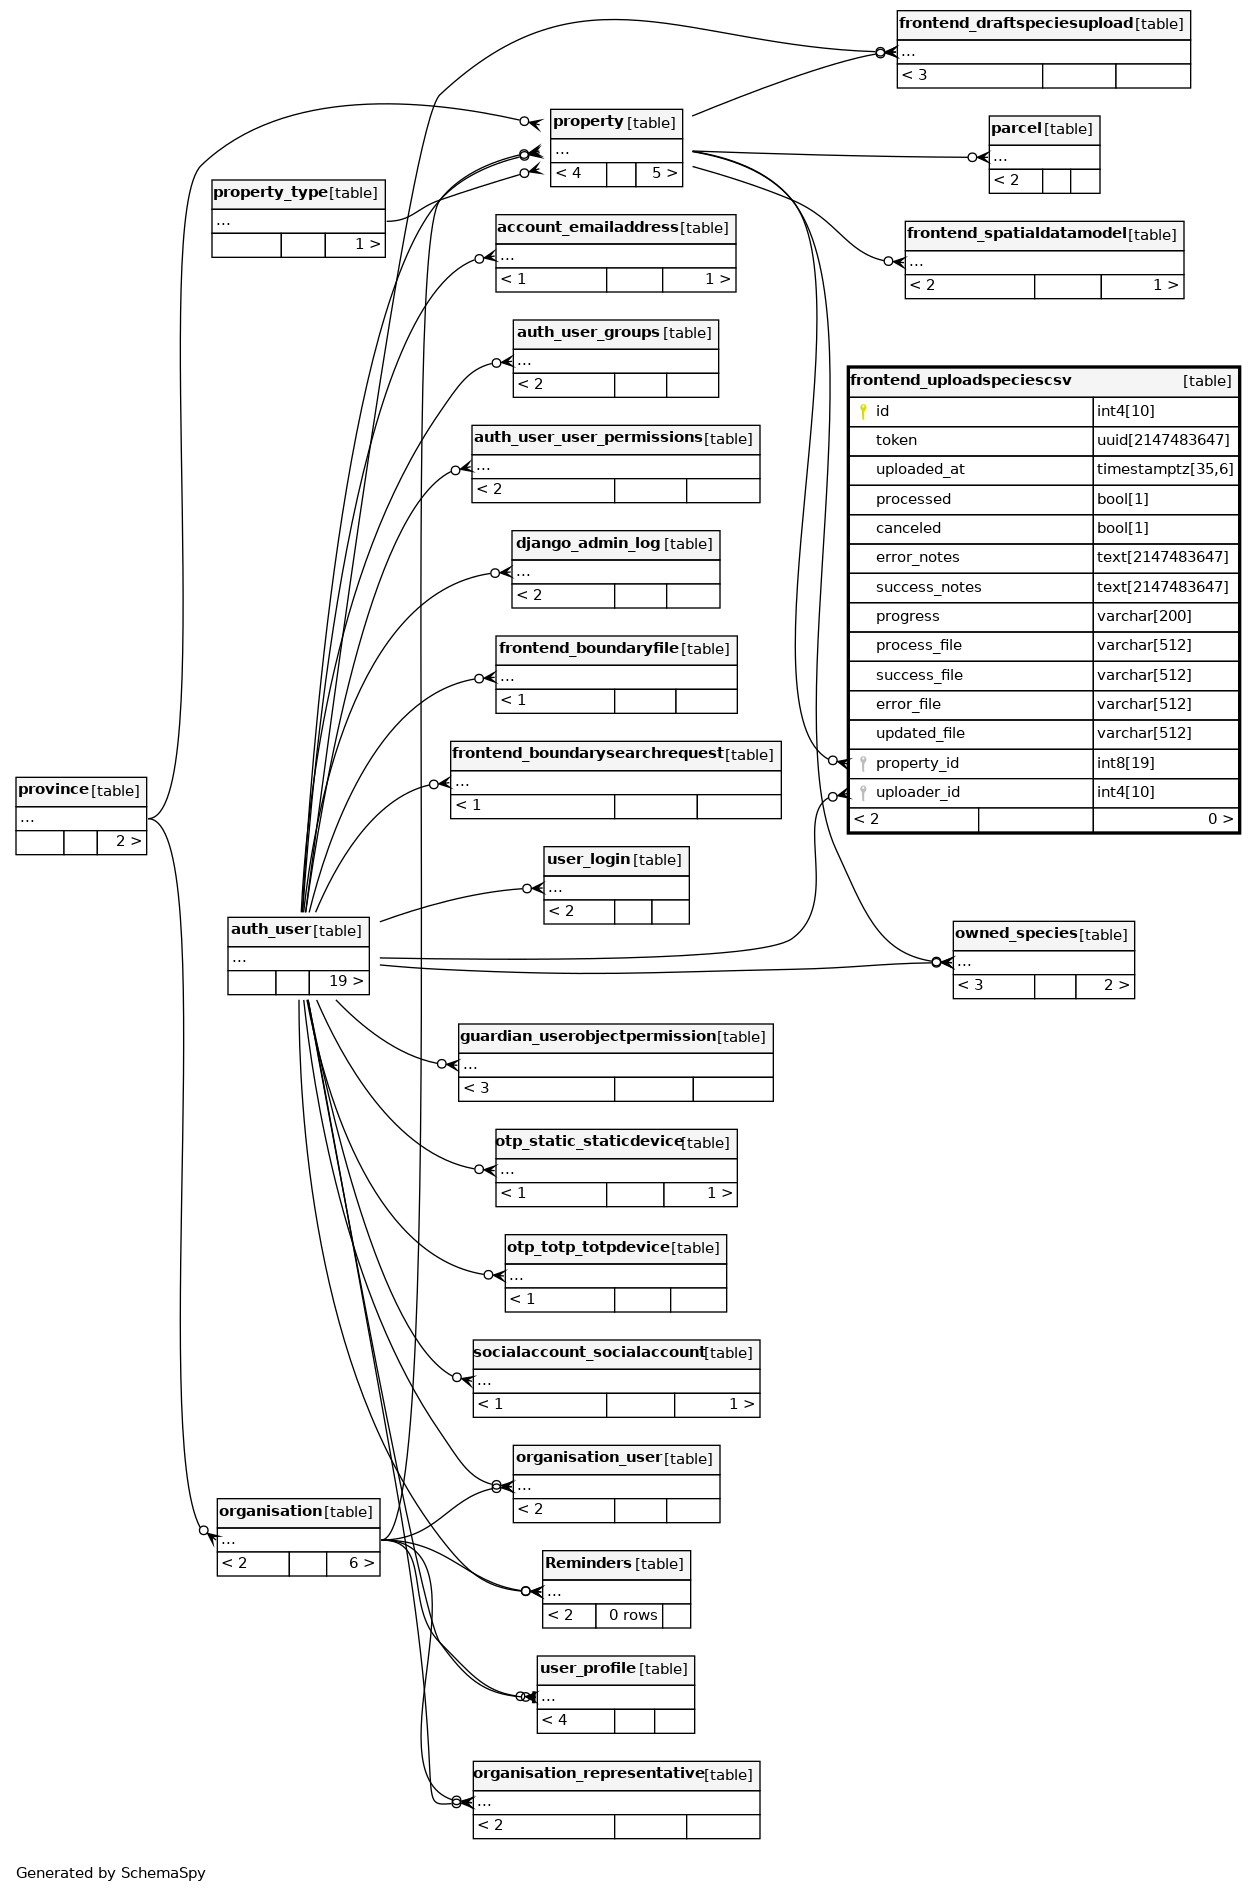 frontend_draftspeciesupload [table]
...
< 3
property [table]
...
< 4 5 >
parcel [table]
...
< 2
property_type [table]
...
1 >
account_emailaddress [table]
...
< 1 1 >
frontend_spatialdatamodel [table]
...
< 2 1 >
auth_user_groups [table]
...
< 2
frontend_uploadspeciescsv [table]
id int4[10]
token uuid[2147483647]
uploaded_at timestamptz[35,6]
processed bool[1]
canceled bool[1]
error_notes text[2147483647]
success_notes text[2147483647]
progress varchar[200]
process_file varchar[512]
success_file varchar[512]
error_file varchar[512]
updated_file varchar[512]
property_id int8[19]
uploader_id int4[10]
< 2 0 >
auth_user_user_permissions [table]
...
< 2
django_admin_log [table]
...
< 2
frontend_boundaryfile [table]
...
< 1
frontend_boundarysearchrequest [table]
...
< 1
province [table]
...
2 >
user_login [table]
...
< 2
auth_user [table]
...
19 >
owned_species [table]
...
< 3 2 >
guardian_userobjectpermission [table]
...
< 3
otp_static_staticdevice [table]
...
< 1 1 >
otp_totp_totpdevice [table]
...
< 1
socialaccount_socialaccount [table]
...
< 1 1 >
organisation_user [table]
...
< 2
organisation [table]
...
< 2 6 >
Reminders [table]
...
< 2 0 rows
user_profile [table]
...
< 4
organisation_representative [table]
...
< 2
Generated by SchemaSpy